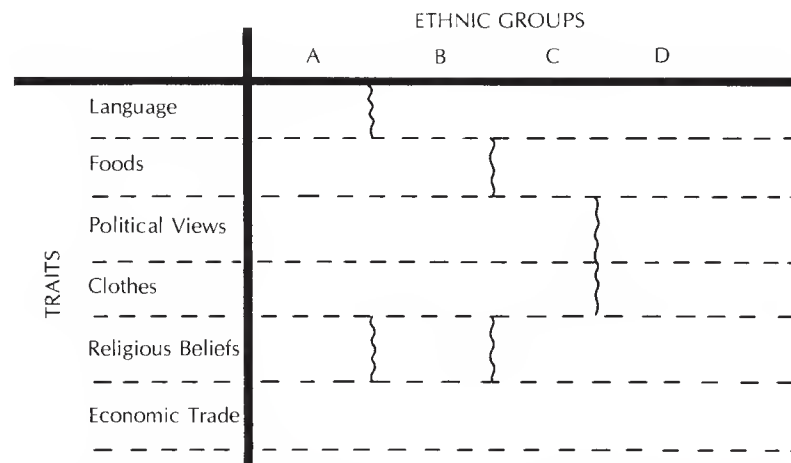 ETHNIC GROUPS
A B C D
TRAITS
Language
Foods
Political Views
Clothes
Religious Beliefs
Economic Trade